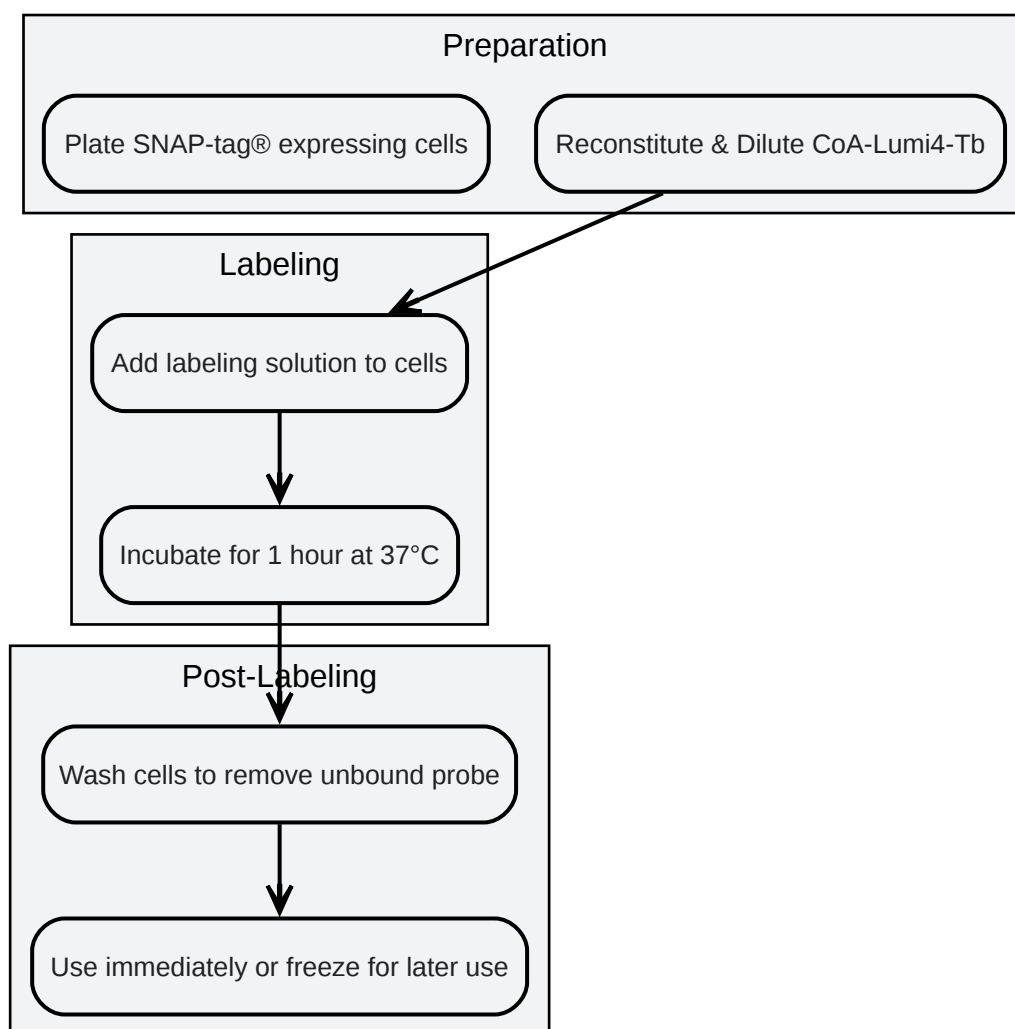 Preparation
Plate SNAP-tag® expressing cells
Reconstitute & Dilute CoA-Lumi4-Tb
Labeling
Add labeling solution to cells
Incubate for 1 hour at 37°C
Post-Labeling
Wash cells to remove unbound probe
Use immediately or freeze for later use